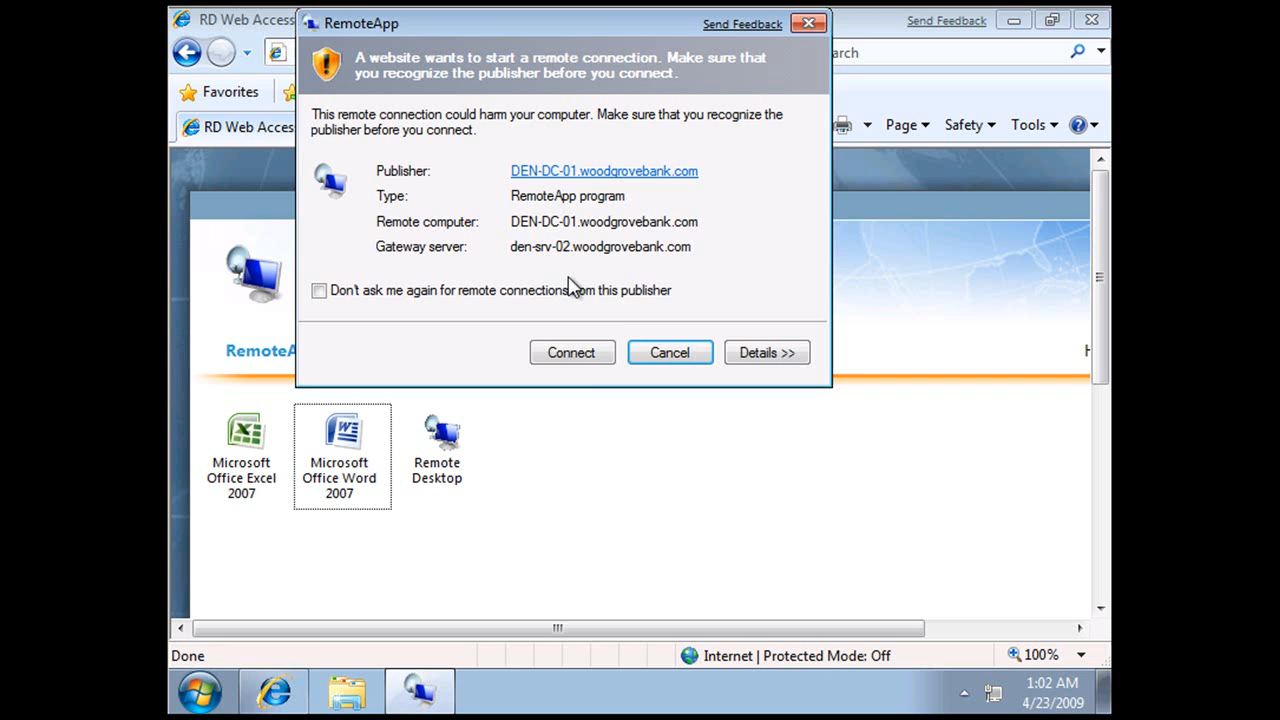 RD Web Access
RemoteApp
Send Feedback
Send Feedback
A website wants to start a remote connection. Make sure that
you recognize the publisher before you connect.
arch
Favorites
This remote connection could harm your computer. Make sure that you recognize the
publisher before you connect.
RD Web Acces
Page
Safety
Tools
Publisher: DEN-DC-01.woodgrovebank.com
Type: RemoteApp program
Remote computer: DEN-DC-01.woodgrovebank.com
Gateway server: den-srv-02.woodgrovebank.com
Don't ask me again for remote connections from this publisher
Connect
Cancel
Details >>
RemoteA
H
Microsoft
Office Excel
2007
Microsoft
Office Word
2007
Remote
Desktop
Done
Internet | Protected Mode: Off
100%
1:02 AM
4/23/2009